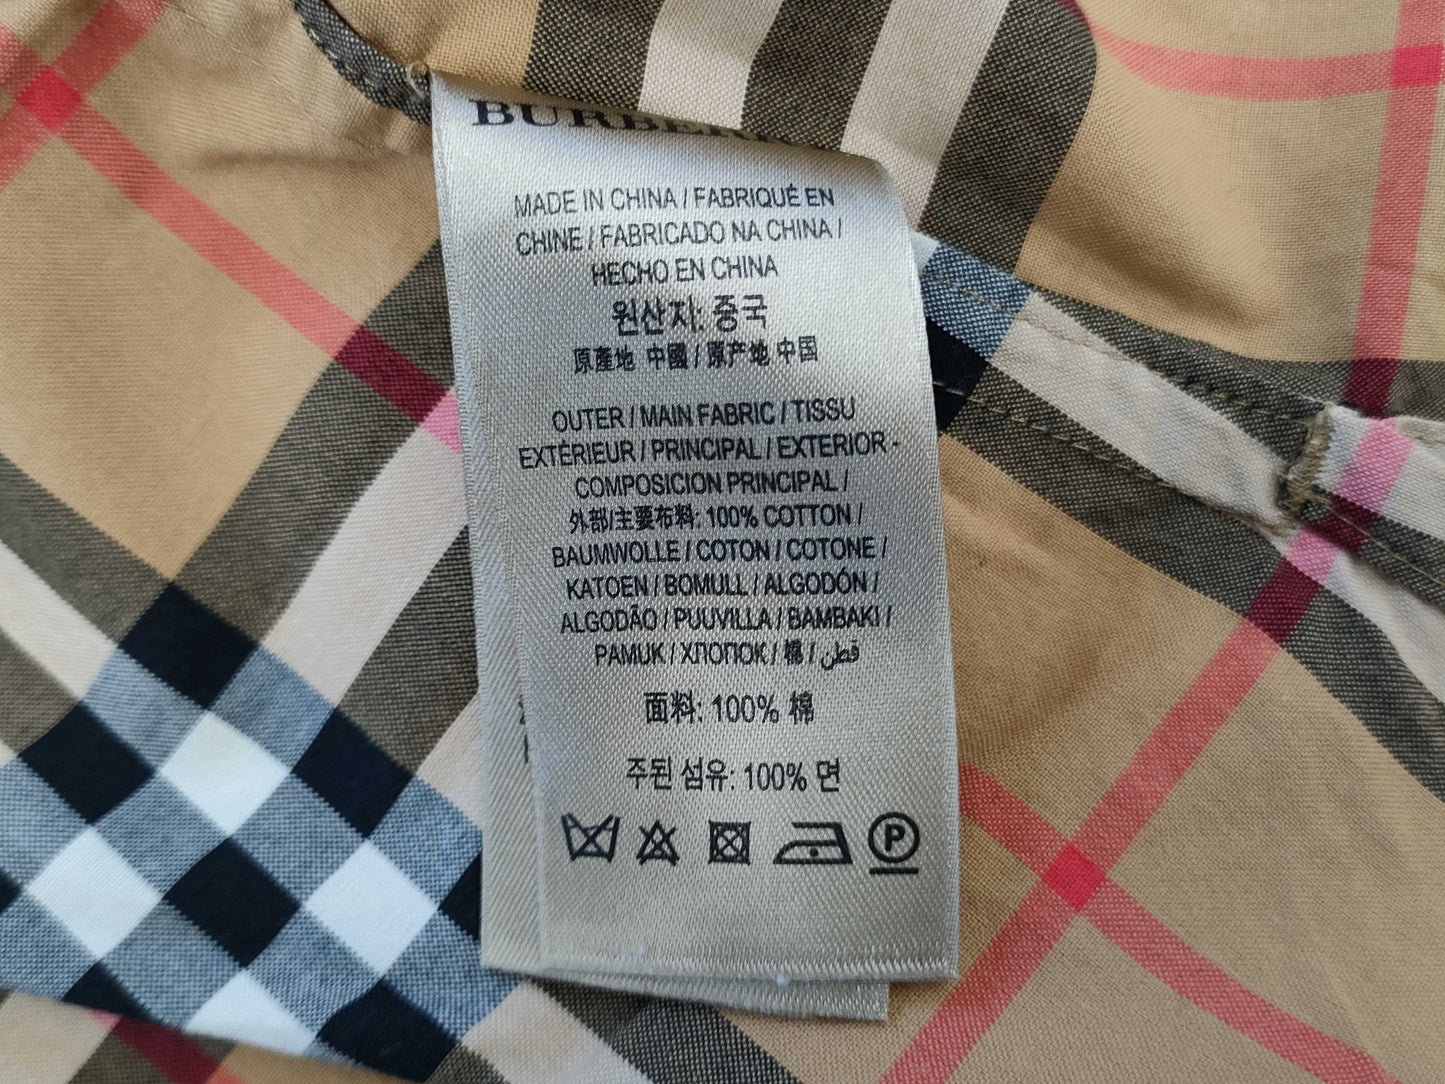 BURBERRY
MADE IN CHINA / FABRIQUÉ EN
CHINE / FABRICADO NA CHINA /
HECHO EN CHINA
원산지: 중국
原產地 中國 / 原产地 中国
OUTER / MAIN FABRIC / TISSU
EXTÉRIEUR / PRINCIPAL / EXTERIOR -
COMPOSICION PRINCIPAL /
外部/主要布料: 100% COTTON /
BAUMWOLLE / COTON / COTONE /
KATOEN / BOMULL / ALGODÓN /
ALGODÃO / PUUVILLA / BAMBAKI /
PAMUK / ХЛОПОК / 棉 / قطن
面料: 100% 棉
주된 섬유: 100% 면
P